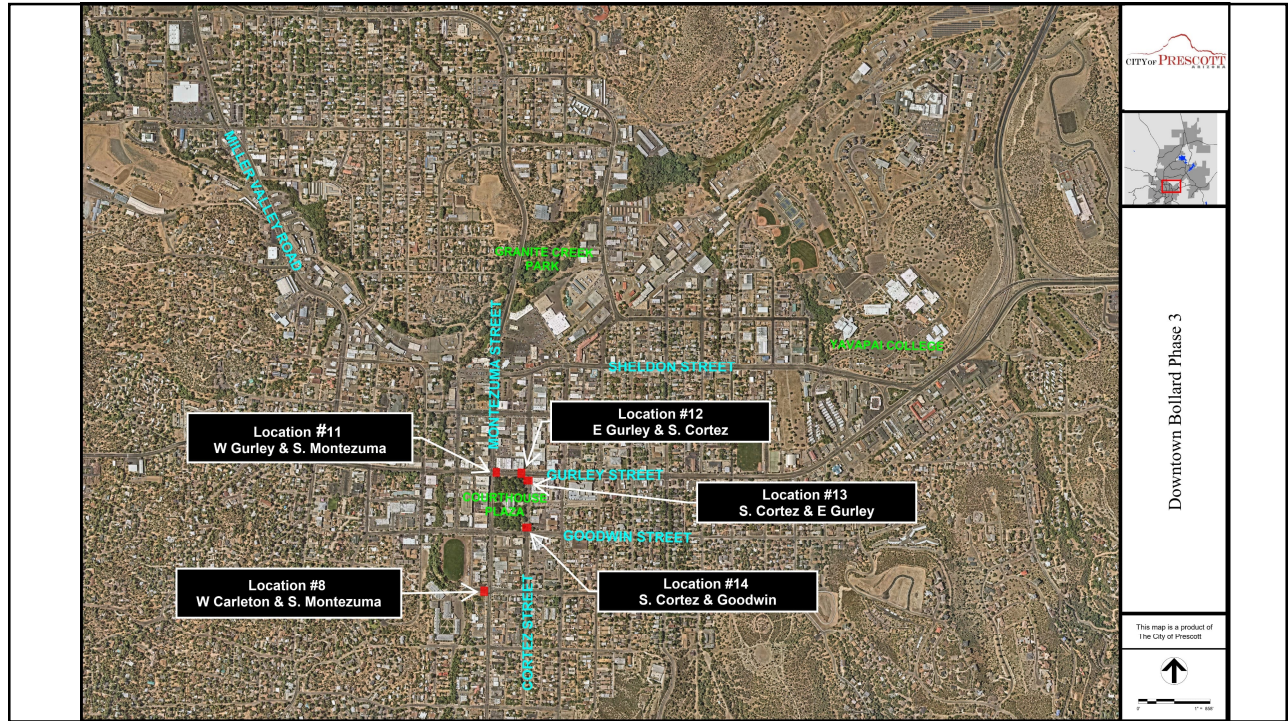 MILLER VALLEY ROAD
GRANITE CREEK
PARK
MONTEZUMA STREET
YAVAPAI COLLEGE
SHELDON STREET
Location #12
E Gurley & S. Cortez
Location #11
W Gurley & S. Montezuma
GURLEY STREET
COURTHOUSE
PLAZA
Location #13
S. Cortez & E Gurley
GOODWIN STREET
Location #8
W Carleton & S. Montezuma
Location #14
S. Cortez & Goodwin
CORTEZ STREET
CITY OF PRESCOTT
ARIZONA
Downtown Bollard Phase 3
This map is a product of
The City of Prescott
0'